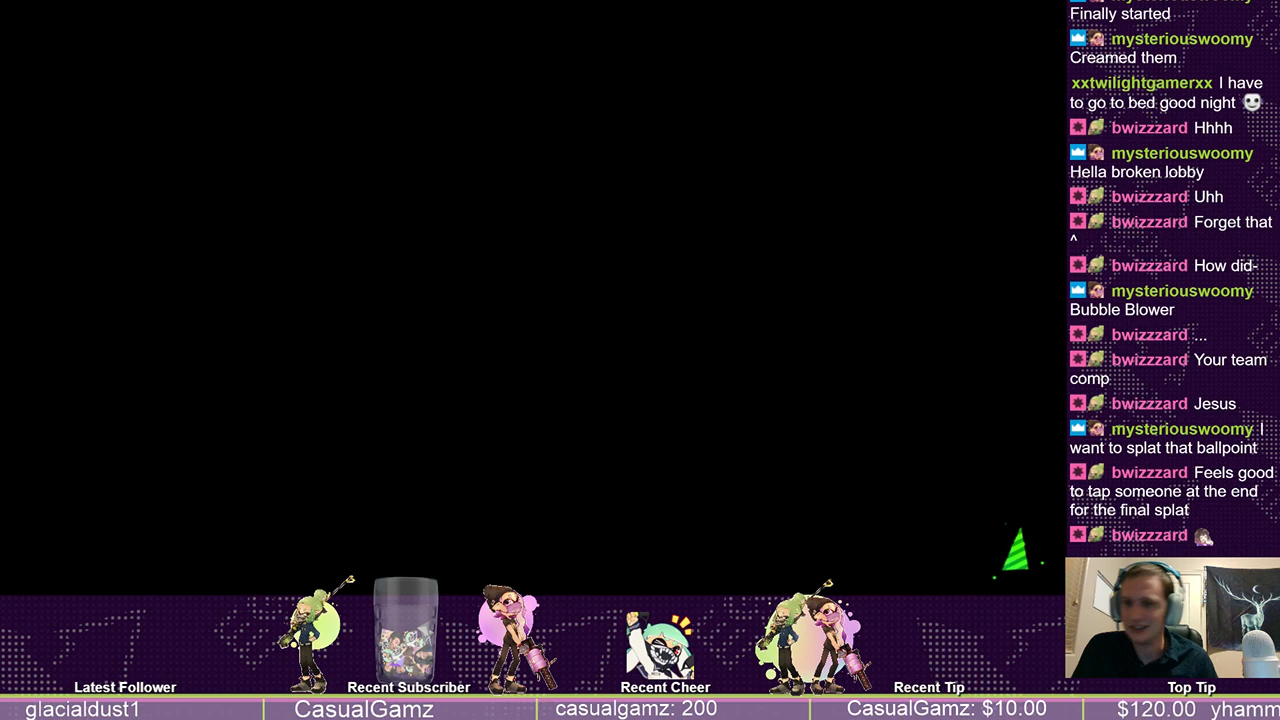 Finally started
mysteriouswoomy
Creamed them
xxtwilightgamerxx I have
to go to bed good night
bwizzzard Hhhh
mysteriouswoomy
Hella broken lobby
bwizzzard Uhh
bwizzzard Forget that
^
bwizzzard How did-
mysteriouswoomy
Bubble Blower
bwizzzard ...
bwizzzard Your team
comp
bwizzzard Jesus
mysteriouswoomy I
want to splat that ballpoint
bwizzzard Feels good
to tap someone at the end
for the final splat
bwizzzard
Latest Follower
Recent Subscriber
Recent Cheer
Recent Tip
Top Tip
glacialdust1
CasualGamz
casualgamz: 200
CasualGamz: $10.00
$120.00 yhamm